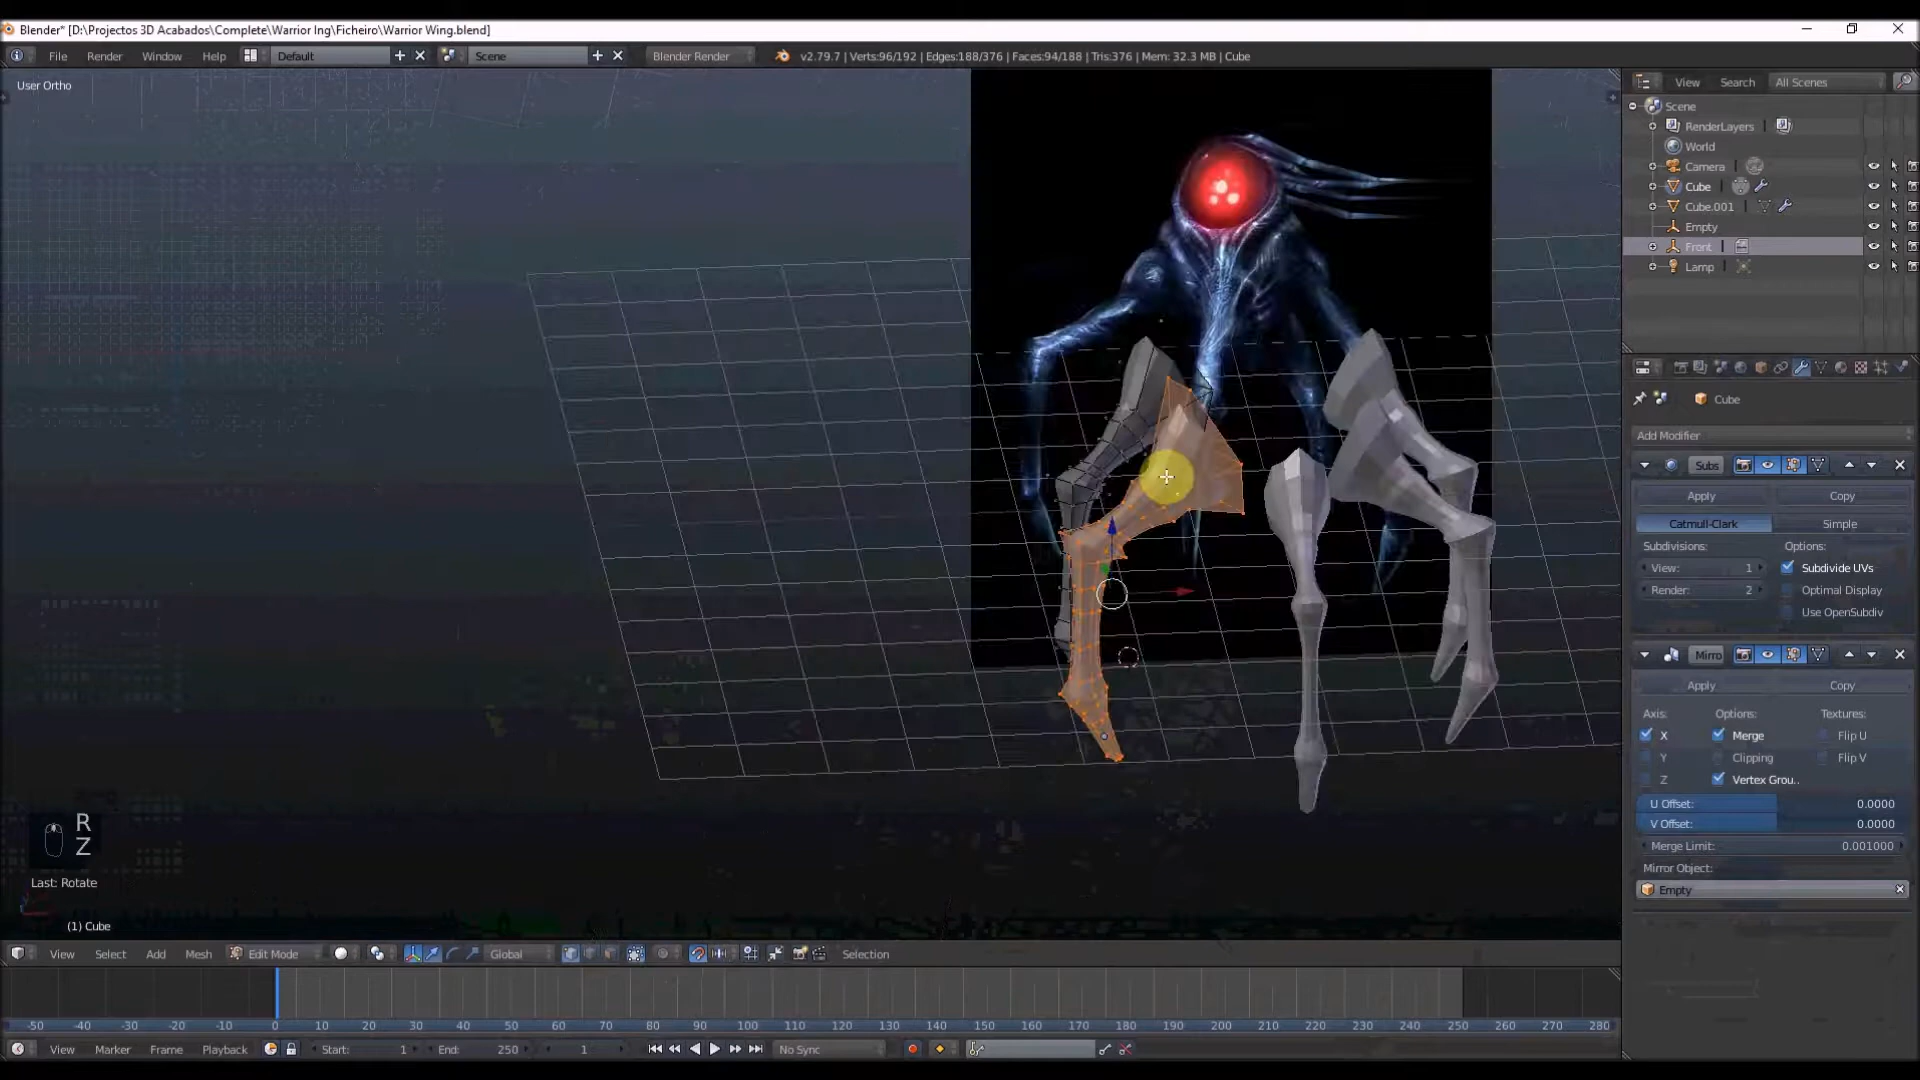 Blender* [D:\Projectos 3D Acabados\Complete\Warrior Ing\Ficheiro\Warrior Wing.blend]
File Render Window Help Default Scene Blender Render v2.79.7 | Verts:96/192 | Edges:188/376 | Faces:94/188 | Tris:376 | Mem: 32.3 MB | Cube
User Ortho
View Search All Scenes
Scene
RenderLayers
World
Camera
Cube
Cube.001
Empty
Front
Lamp
Cube
Add Modifier
Subs
Apply Copy
Catmull-Clark Simple
Subdivisions: Options:
View: 1 Subdivide UVs
Render: 2 Optimal Display
Use OpenSubdiv
Mirro
Apply Copy
Axis: Options: Textures:
X Merge Flip U
Y Clipping Flip V
Z Vertex Grou..
U Offset: 0.0000
V Offset: 0.0000
Merge Limit: 0.001000
Mirror Object:
Empty
R
Z
Last: Rotate
(1) Cube
View Select Add Mesh Edit Mode Global Selection
-50 -40 -30 -20 -10 0 10 20 30 40 50 60 70 80 90 100 110 120 130 140 150 160 170 180 190 200 210 220 230 240 250 260 270 280
View Marker Frame Playback Start: 1 End: 250 1 No Sync